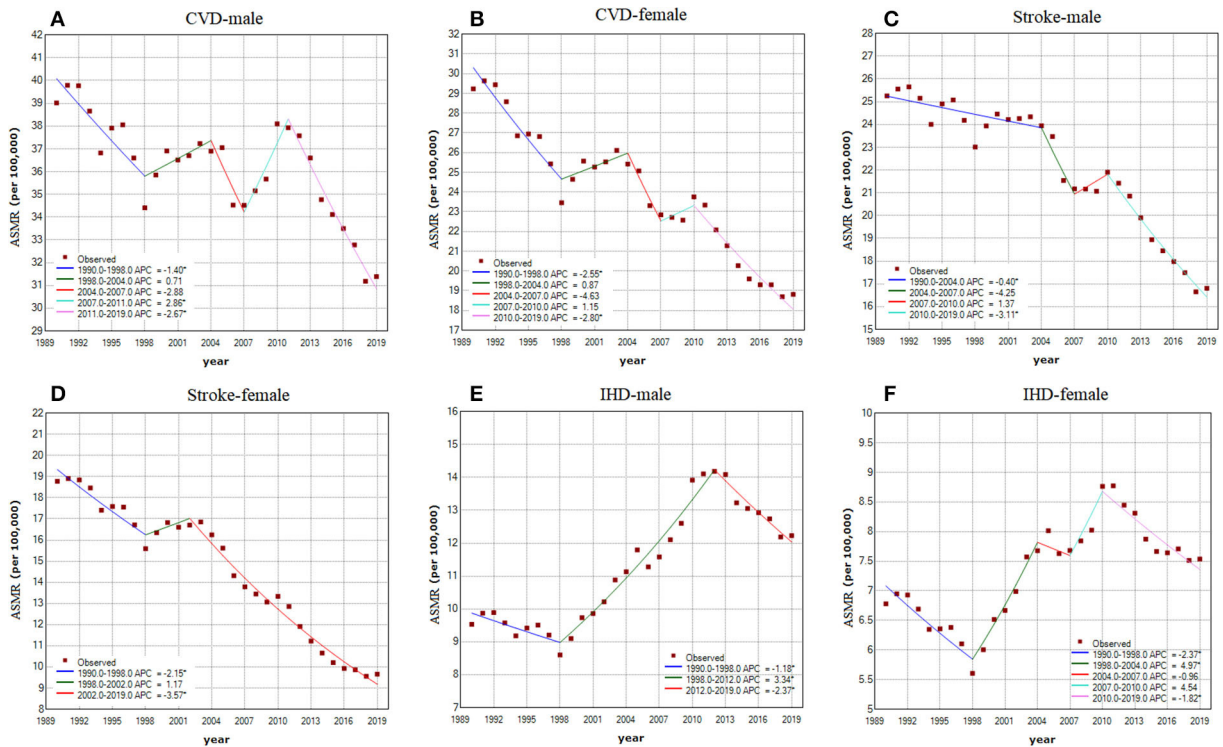 A
CVD-male
ASMR (per 100,000)
42
41
40
39
38
37
36
35
34
33
32
31
30
29
Observed
1990.0-1998.0 APC = -1.40*
1998.0-2004.0 APC = 0.71
2004.0-2007.0 APC = -2.88
2007.0-2011.0 APC = 2.86*
2011.0-2019.0 APC = -2.67*
1989 1992 1995 1998 2001 2004 2007 2010 2013 2016 2019
year
B
CVD-female
ASMR (per 100,000)
32
31
30
29
28
27
26
25
24
23
22
21
20
19
18
17
Observed
1990.0-1998.0 APC = -2.55*
1998.0-2004.0 APC = 0.87
2004.0-2007.0 APC = -4.63
2007.0-2010.0 APC = 1.15
2010.0-2019.0 APC = -2.80*
1989 1992 1995 1998 2001 2004 2007 2010 2013 2016 2019
year
C
Stroke-male
ASMR (per 100,000)
28
27
26
25
24
23
22
21
20
19
18
17
16
15
Observed
1990.0-2004.0 APC = -0.40*
2004.0-2007.0 APC = -4.25
2007.0-2010.0 APC = 1.37
2010.0-2019.0 APC = -3.11*
1989 1992 1995 1998 2001 2004 2007 2010 2013 2016 2019
year
D
Stroke-female
ASMR (per 100,000)
22
21
20
19
18
17
16
15
14
13
12
11
10
9
8
Observed
1990.0-1998.0 APC = -2.15*
1998.0-2002.0 APC = 1.17
2002.0-2019.0 APC = -3.57*
1989 1992 1995 1998 2001 2004 2007 2010 2013 2016 2019
year
E
IHD-male
ASMR (per 100,000)
16
15
14
13
12
11
10
9
8
7
Observed
1990.0-1998.0 APC = -1.18*
1998.0-2012.0 APC = 3.34*
2012.0-2019.0 APC = -2.37*
1989 1992 1995 1998 2001 2004 2007 2010 2013 2016 2019
year
F
IHD-female
ASMR (per 100,000)
9.5
9
8.5
8
7.5
7
6.5
6
5.5
5
Observed
1990.0-1998.0 APC = -2.37*
1998.0-2004.0 APC = 4.97*
2004.0-2007.0 APC = -0.96
2007.0-2010.0 APC = 4.54
2010.0-2019.0 APC = -1.82*
1989 1992 1995 1998 2001 2004 2007 2010 2013 2016 2019
year